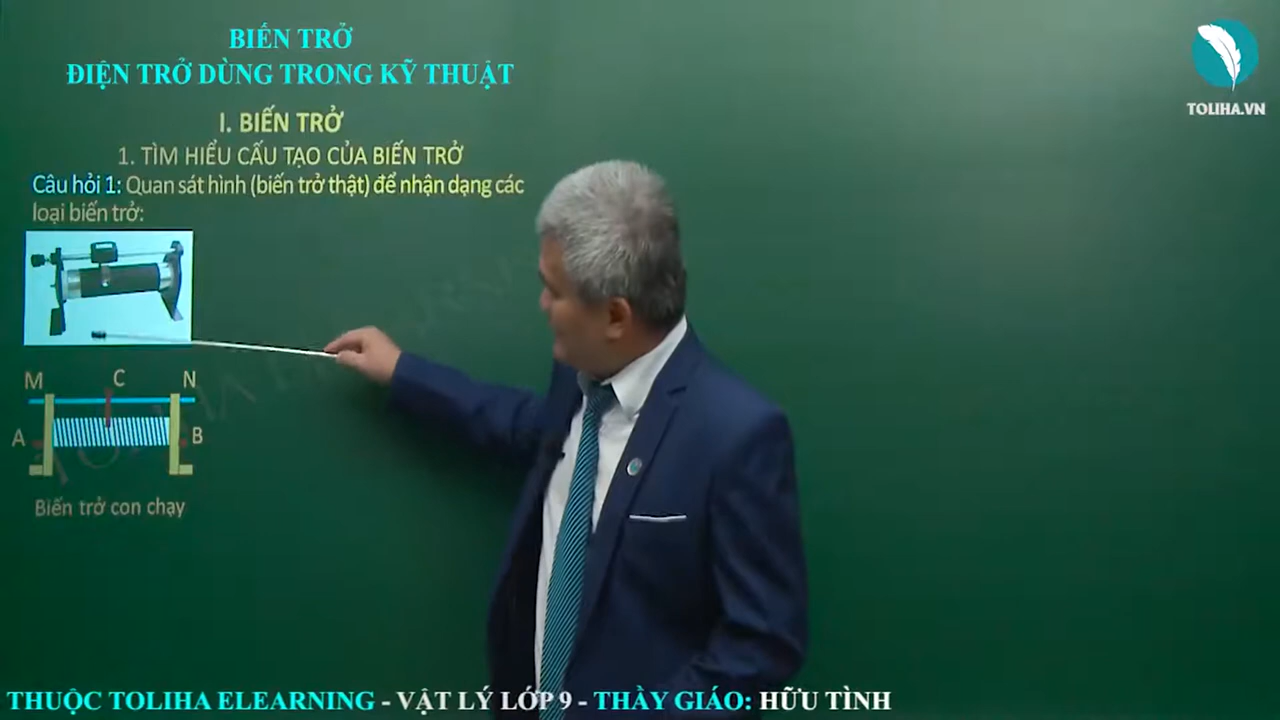 BIẾN TRỞ
ĐIỆN TRỞ DÙNG TRONG KỸ THUẬT
TOLIHA.VN
I. BIẾN TRỞ
1. TÌM HIỂU CẤU TẠO CỦA BIẾN TRỞ
Câu hỏi 1: Quan sát hình (biến trở thật) để nhận dạng các
loại biến trở:
M C N
A B
Biến trở con chạy
THUỘC TOLIHA ELEARNING - VẬT LÝ LỚP 9 - THẦY GIÁO: HỮU TÌNH